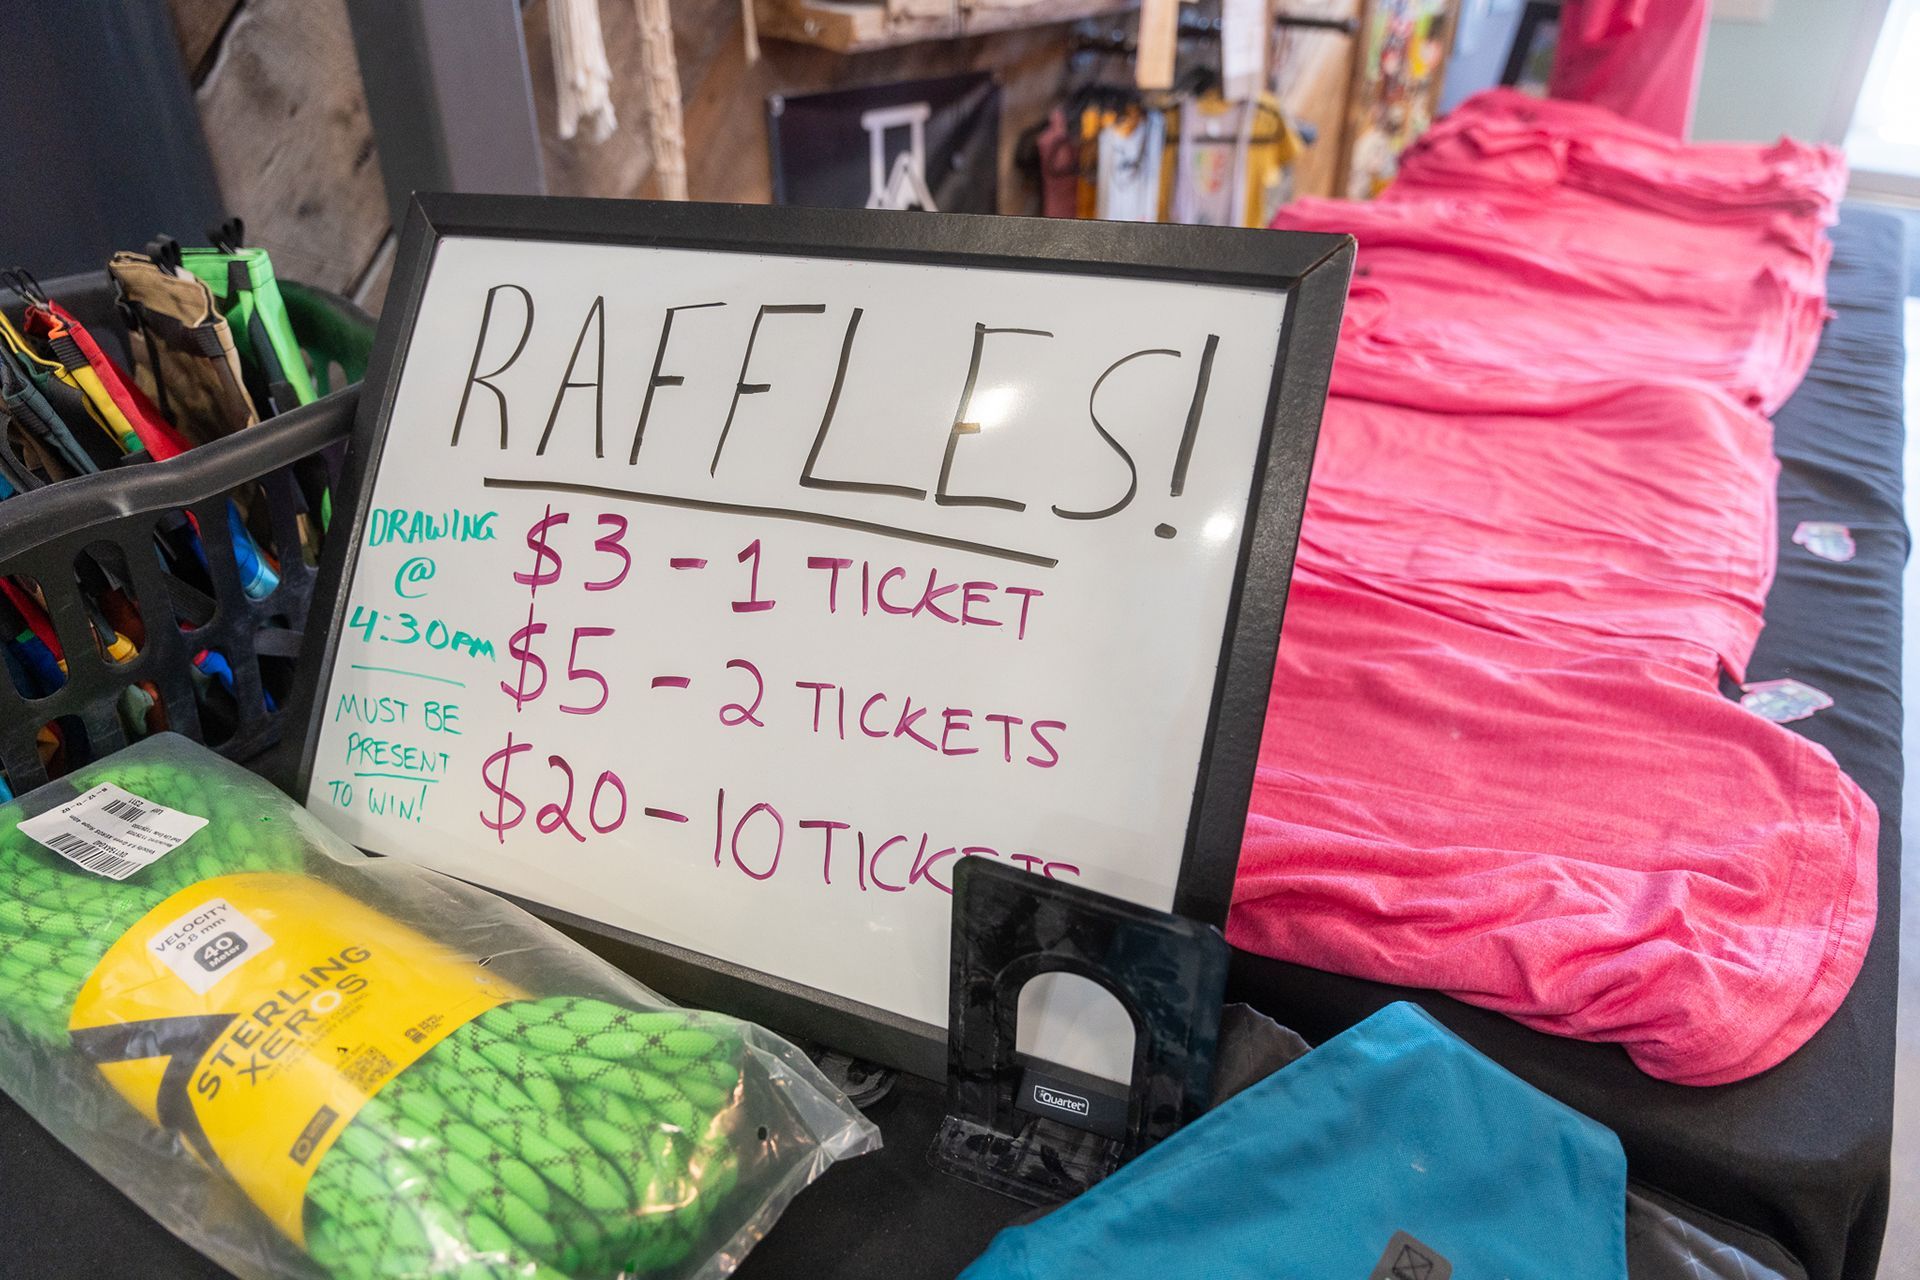 RAFFLES!
DRAWING
@
4:30PM
MUST BE
PRESENT
TO WIN!
$3 - 1 TICKET
$5 - 2 TICKETS
$20 - 10 TICKETS
VELOCITY
9.8 mm
40
Meter
STERLING
XEROS
Quartet